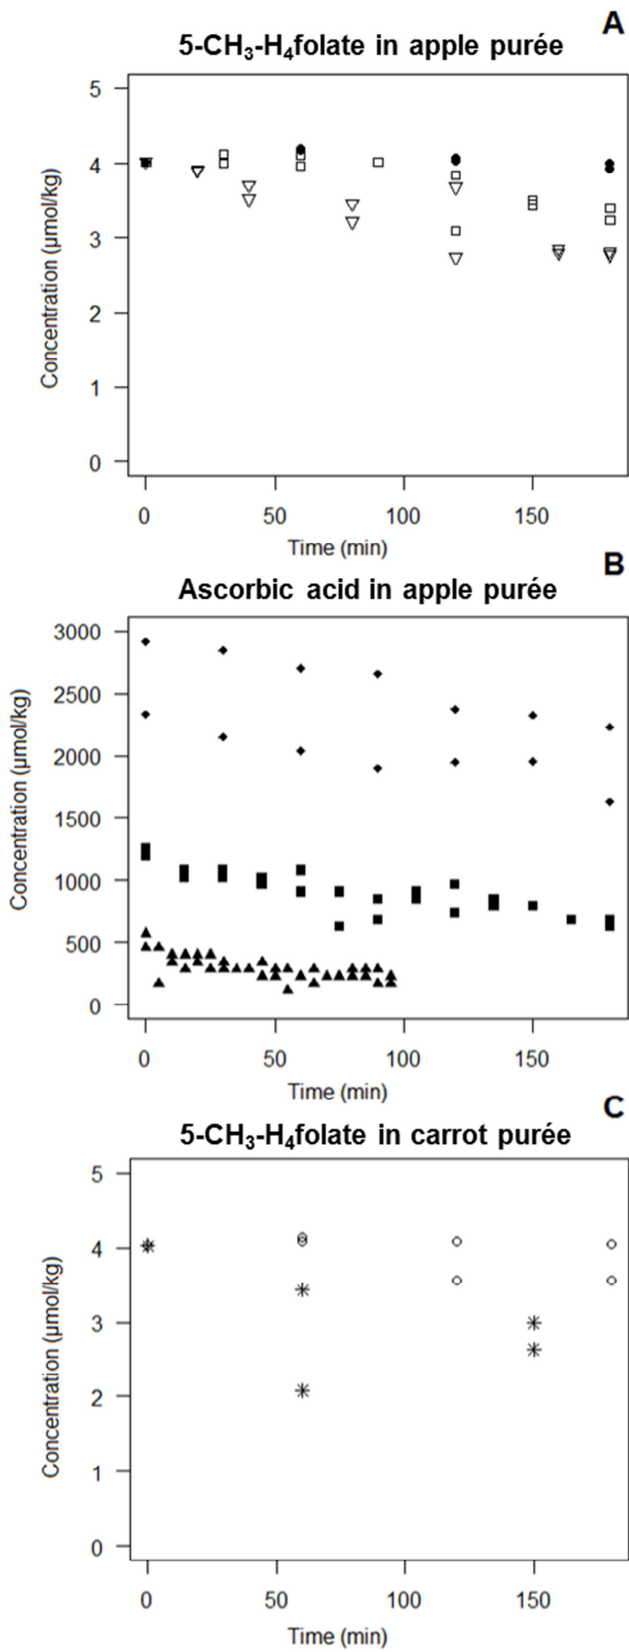 A
5-CH₃-H₄folate in apple purée
5
4
3
2
1
0
Concentration (µmol/kg)
0 50 100 150
Time (min)
B
Ascorbic acid in apple purée
3000
2500
2000
1500
1000
500
0
Concentration (µmol/kg)
0 50 100 150
Time (min)
C
5-CH₃-H₄folate in carrot purée
5
4
3
2
1
0
Concentration (µmol/kg)
0 50 100 150
Time (min)